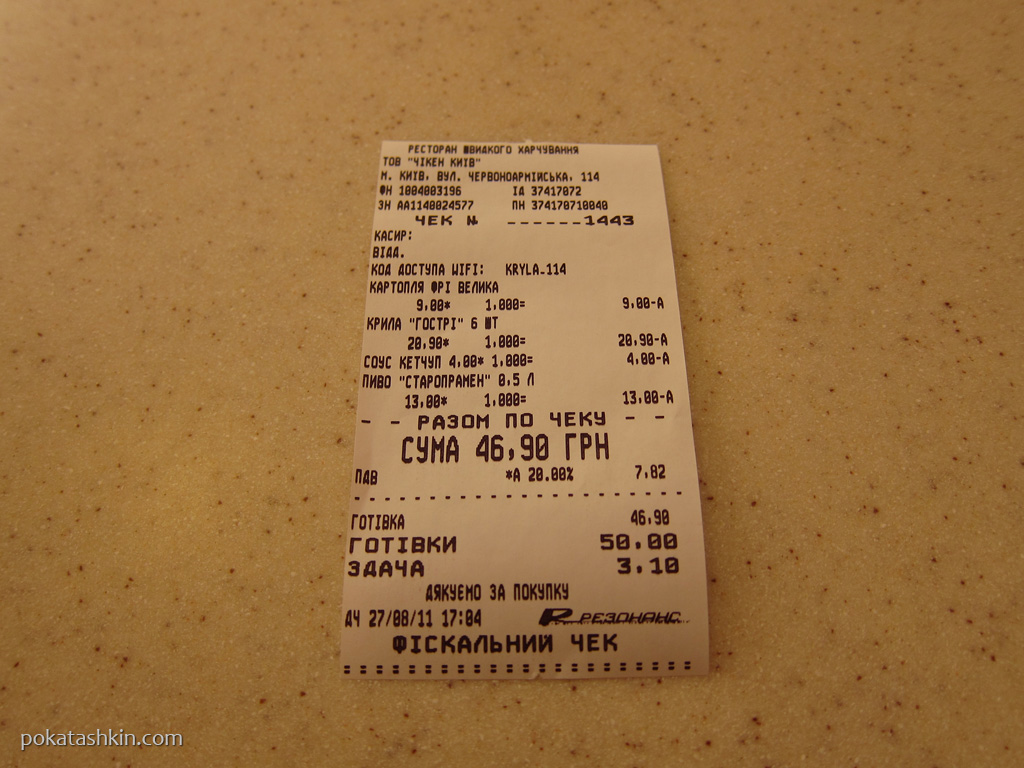 РЕСТОРАН ШВИДКОГО ХАРЧУВАННЯ
ТОВ "ЧІКЕН КИЇВ"
М. КИЇВ, ВУЛ. ЧЕРВОНОАРМІЙСЬКА, 114
ФН 1004003196 ІД 37417072
ЗН АА1140024577 ПН 374170710040
ЧЕК № ------1443
КАСИР:
ВІДД.
КОД ДОСТУПА WIFI: KRYLA_114
КАРТОПЛЯ ФРІ ВЕЛИКА
9,00* 1,000= 9,00-А
КРИЛА "ГОСТРІ" 6 ШТ
20,90* 1,000= 20,90-А
СОУС КЕТЧУП 4,00* 1,000= 4,00-А
ПИВО "СТАРОПРАМЕН" 0,5 Л
13,00* 1,000= 13,00-А
- - РАЗОМ ПО ЧЕКУ - -
СУМА 46,90 ГРН
ПДВ *А 20.00% 7,82
ГОТІВКА 46,90
ГОТІВКИ 50,00
ЗДАЧА 3,10
ДЯКУЄМО ЗА ПОКУПКУ
ДЧ 27/08/11 17:04 РЕЗОНАНС
ФІСКАЛЬНИЙ ЧЕК
pokatashkin.com